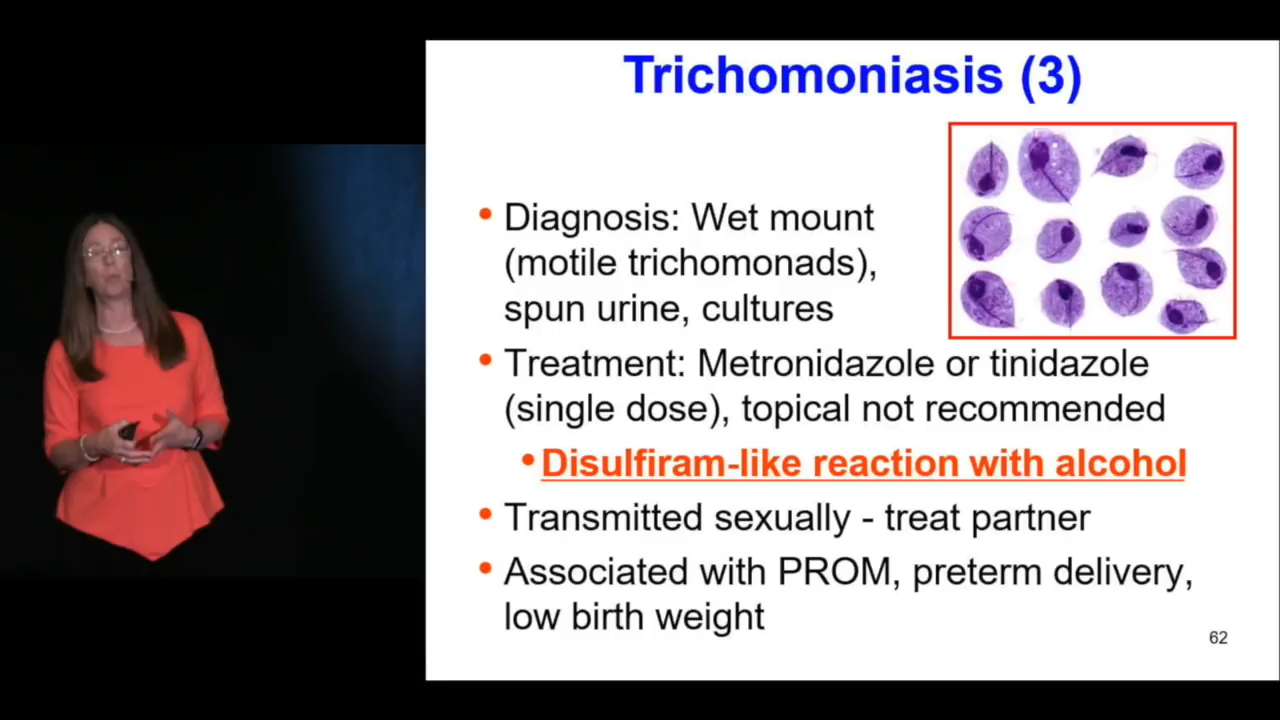 Trichomoniasis (3)
• Diagnosis: Wet mount
(motile trichomonads),
spun urine, cultures
• Treatment: Metronidazole or tinidazole
(single dose), topical not recommended
• Disulfiram-like reaction with alcohol
• Transmitted sexually - treat partner
• Associated with PROM, preterm delivery,
low birth weight
62